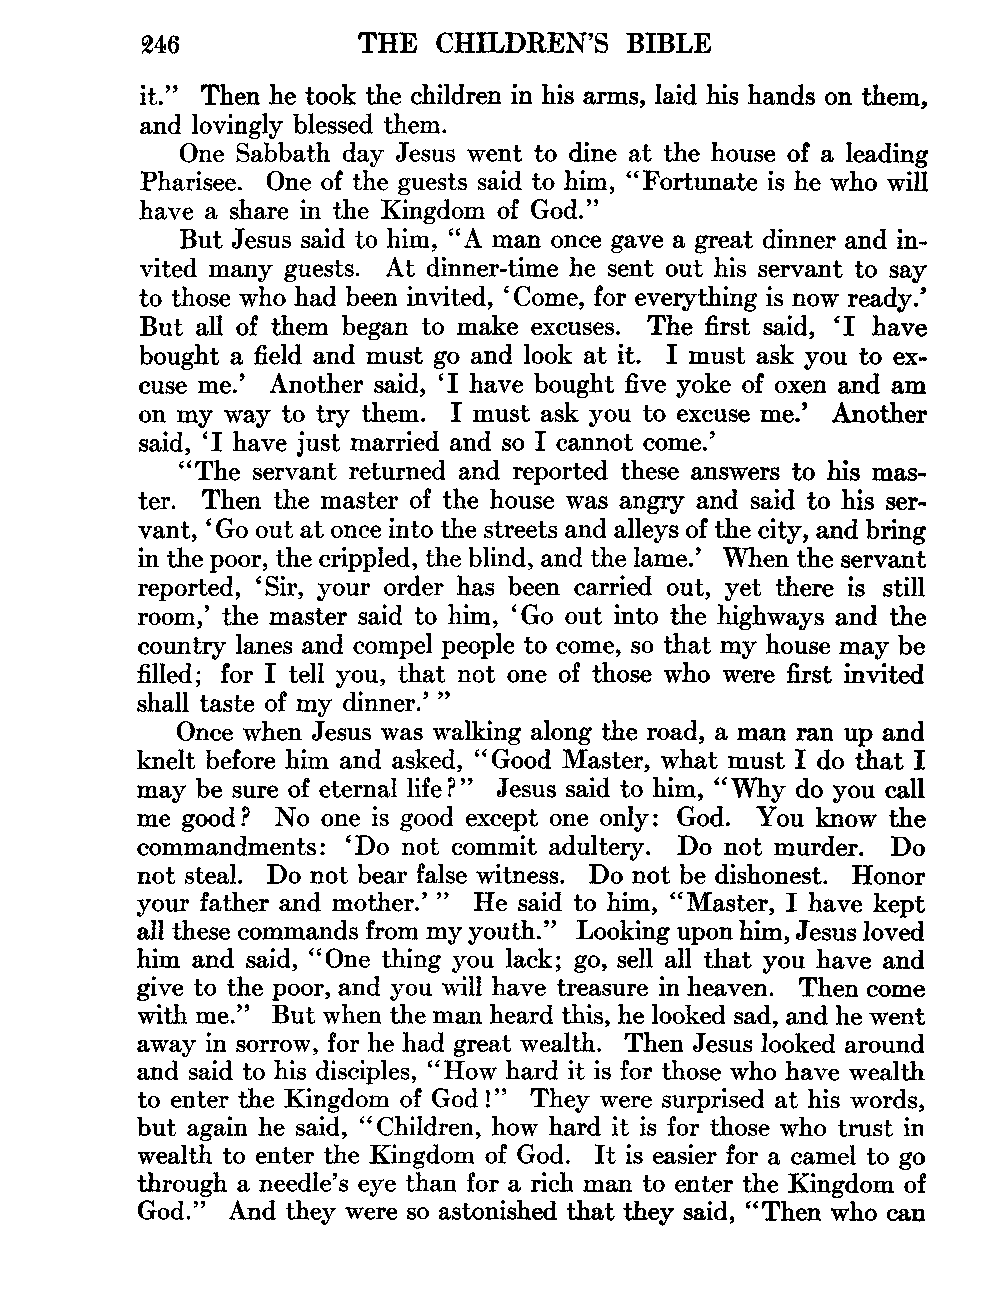 246 THE CHILDREN'S BIBLE
it.” Then he took the children in his arms, laid his hands on them,
and lovingly blessed them.
One Sabbath day Jesus went to dine at the house of a leading
Pharisee. One of the guests said to him, “Fortunate is he who will
have a share in the Kingdom of God.”
But Jesus said to him, “A man once gave a great dinner and in-
vited many guests. At dinner-time he sent out his servant to say
to those who had been invited, ‘Come, for everything is now ready.’
But all of them began to make excuses. The first said, ‘I have
bought a field and must go and look at it. I must ask you to ex-
cuse me.’ Another said, ‘I have bought five yoke of oxen and am
on my way to try them. I must ask you to excuse me.’ Another
said, ‘I have just married and so I cannot come.’
“The servant returned and reported these answers to his mas-
ter. Then the master of the house was angry and said to his ser-
vant, ‘Go out at once into the streets and alleys of the city, and bring
in the poor, the crippled, the blind, and the lame.’ When the servant
reported, ‘Sir, your order has been carried out, yet there is still
room,’ the master said to him, ‘Go out into the highways and the
country lanes and compel people to come, so that my house may be
filled; for I tell you, that not one of those who were first invited
shall taste of my dinner.’ ”
Once when Jesus was walking along the road, a man ran up and
knelt before him and asked, “Good Master, what must I do that I
may be sure of eternal life?” Jesus said to him, “Why do you call
me good? No one is good except one only: God. You know the
commandments: ‘Do not commit adultery. Do not murder. Do
not steal. Do not bear false witness. Do not be dishonest. Honor
your father and mother.’ ” He said to him, “Master, I have kept
all these commands from my youth.” Looking upon him, Jesus loved
him and said, “One thing you lack; go, sell all that you have and
give to the poor, and you will have treasure in heaven. Then come
with me.” But when the man heard this, he looked sad, and he went
away in sorrow, for he had great wealth. Then Jesus looked around
and said to his disciples, “How hard it is for those who have wealth
to enter the Kingdom of God!” They were surprised at his words,
but again he said, “Children, how hard it is for those who trust in
wealth to enter the Kingdom of God. It is easier for a camel to go
through a needle's eye than for a rich man to enter the Kingdom of
God.” And they were so astonished that they said, “Then who can